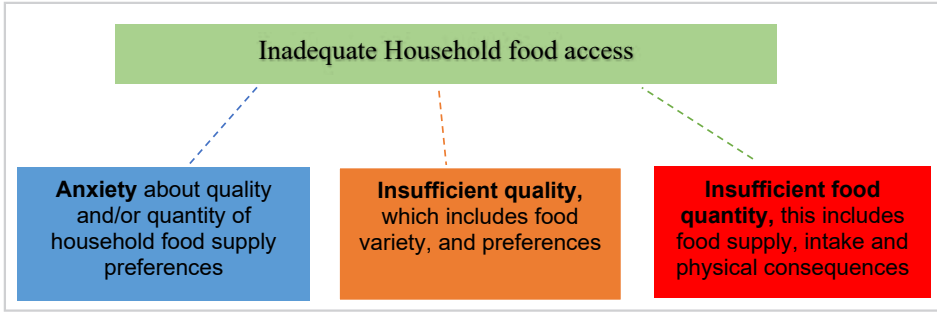 Inadequate Household food access
Anxiety about quality
and/or quantity of
household food supply
preferences
Insufficient quality,
which includes food
variety, and preferences
Insufficient food
quantity, this includes
food supply, intake and
physical consequences